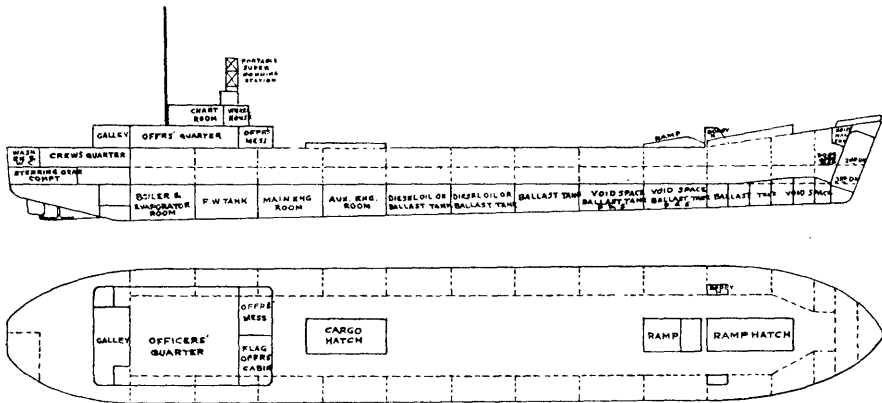 PORTABLE
SUPER
CONNING
STATION
CHART
ROOM
WHEEL
HOUSE
GALLEY
OFFRS' QUARTER
OFFRS'
MESS
WASH
CREWS QUARTER
STEERING GEAR
COMPT
RAMP
BOILER &
EVAPORATOR
ROOM
F W TANK
MAIN ENG
ROOM
AUX. ENG.
ROOM
DIESEL OIL OR
BALLAST TANK
DIESEL OIL OR
BALLAST TANK
BALLAST TANK
VOID SPACE
BALLAST TANK
P & S
VOID SPACE
BALLAST TANK
P & S
BALLAST
VOID SPACE
GALLEY
OFFICERS'
QUARTER
OFFRS'
MESS
FLAG
OFFRS'
CABIN
CARGO
HATCH
RAMP
RAMP HATCH